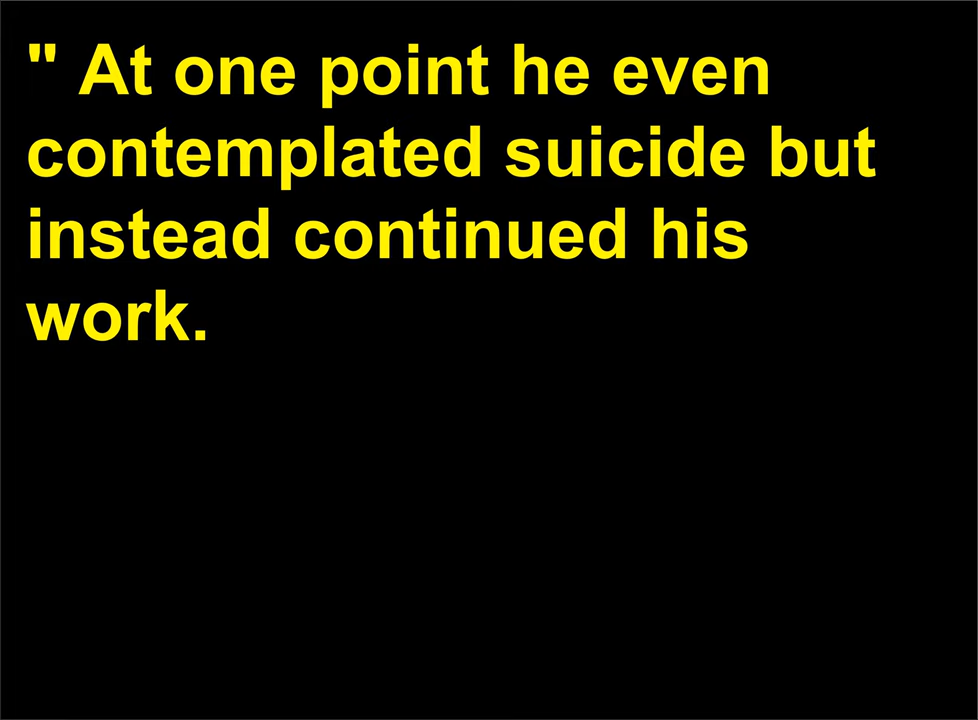 " At one point he even
contemplated suicide but
instead continued his
work.